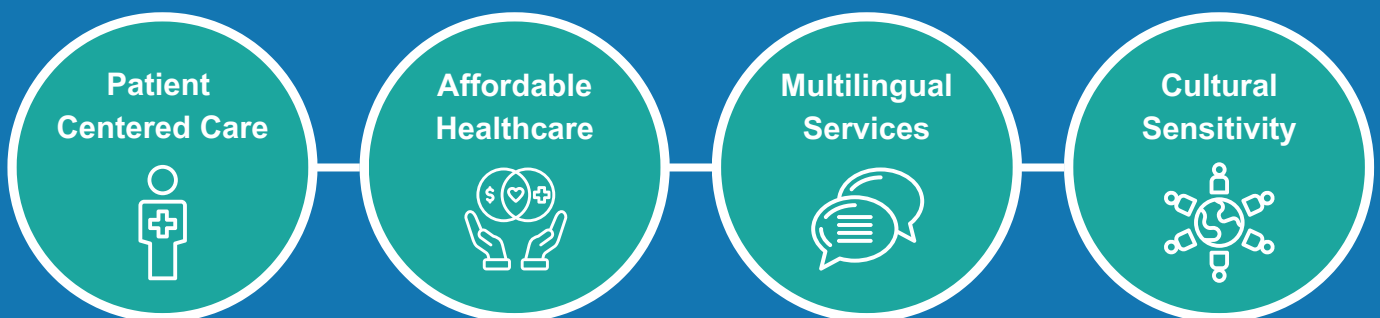 Patient
Centered Care
Affordable
Healthcare
Multilingual
Services
Cultural
Sensitivity
$